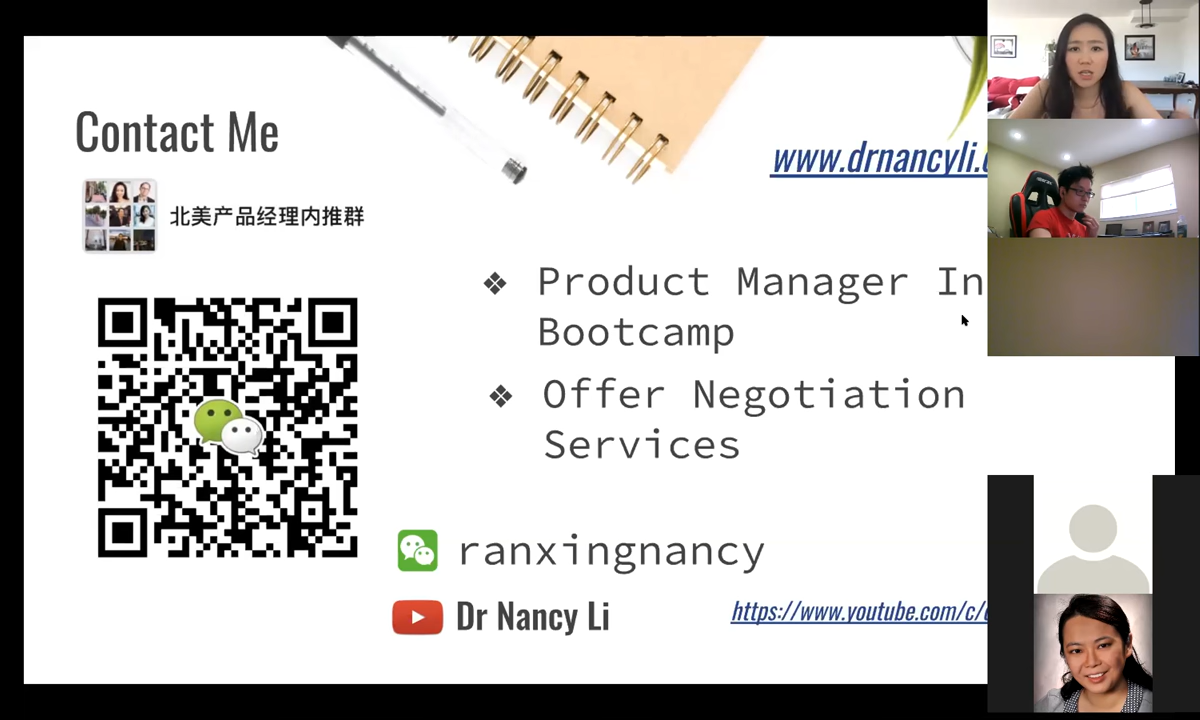 Contact Me
www.drnancyli.
北美产品经理内推群
❖ Product Manager In
Bootcamp
❖ Offer Negotiation
Services
ranxingnancy
Dr Nancy Li
https://www.youtube.com/c/